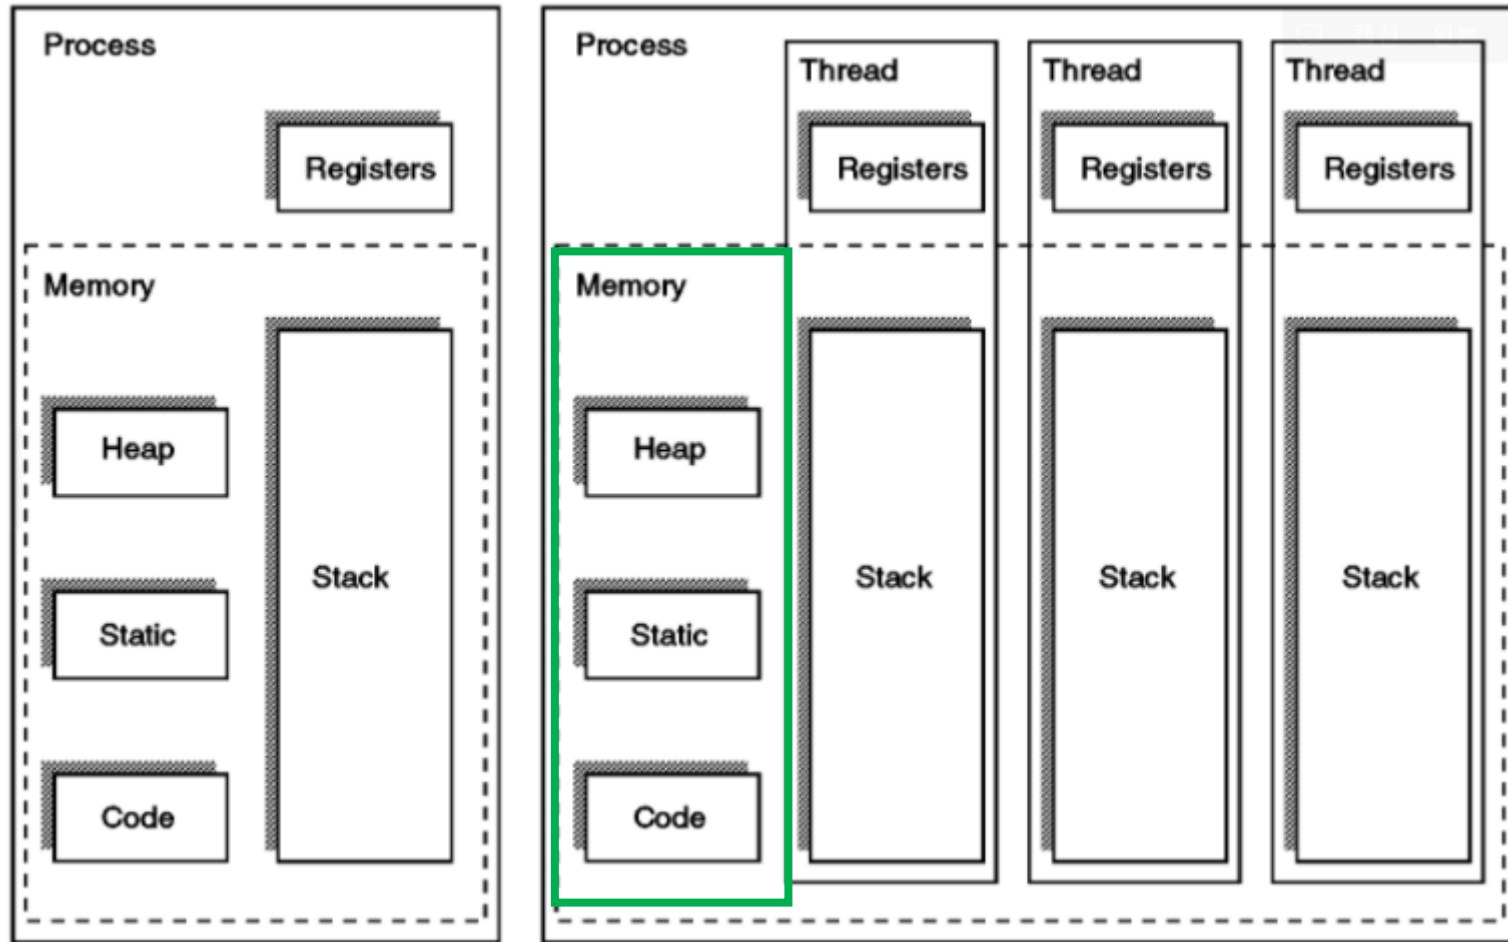 Process
Registers
Memory
Heap
Stack
Static
Code
Process
Thread
Thread
Thread
Registers
Registers
Registers
Memory
Heap
Stack
Stack
Stack
Static
Code